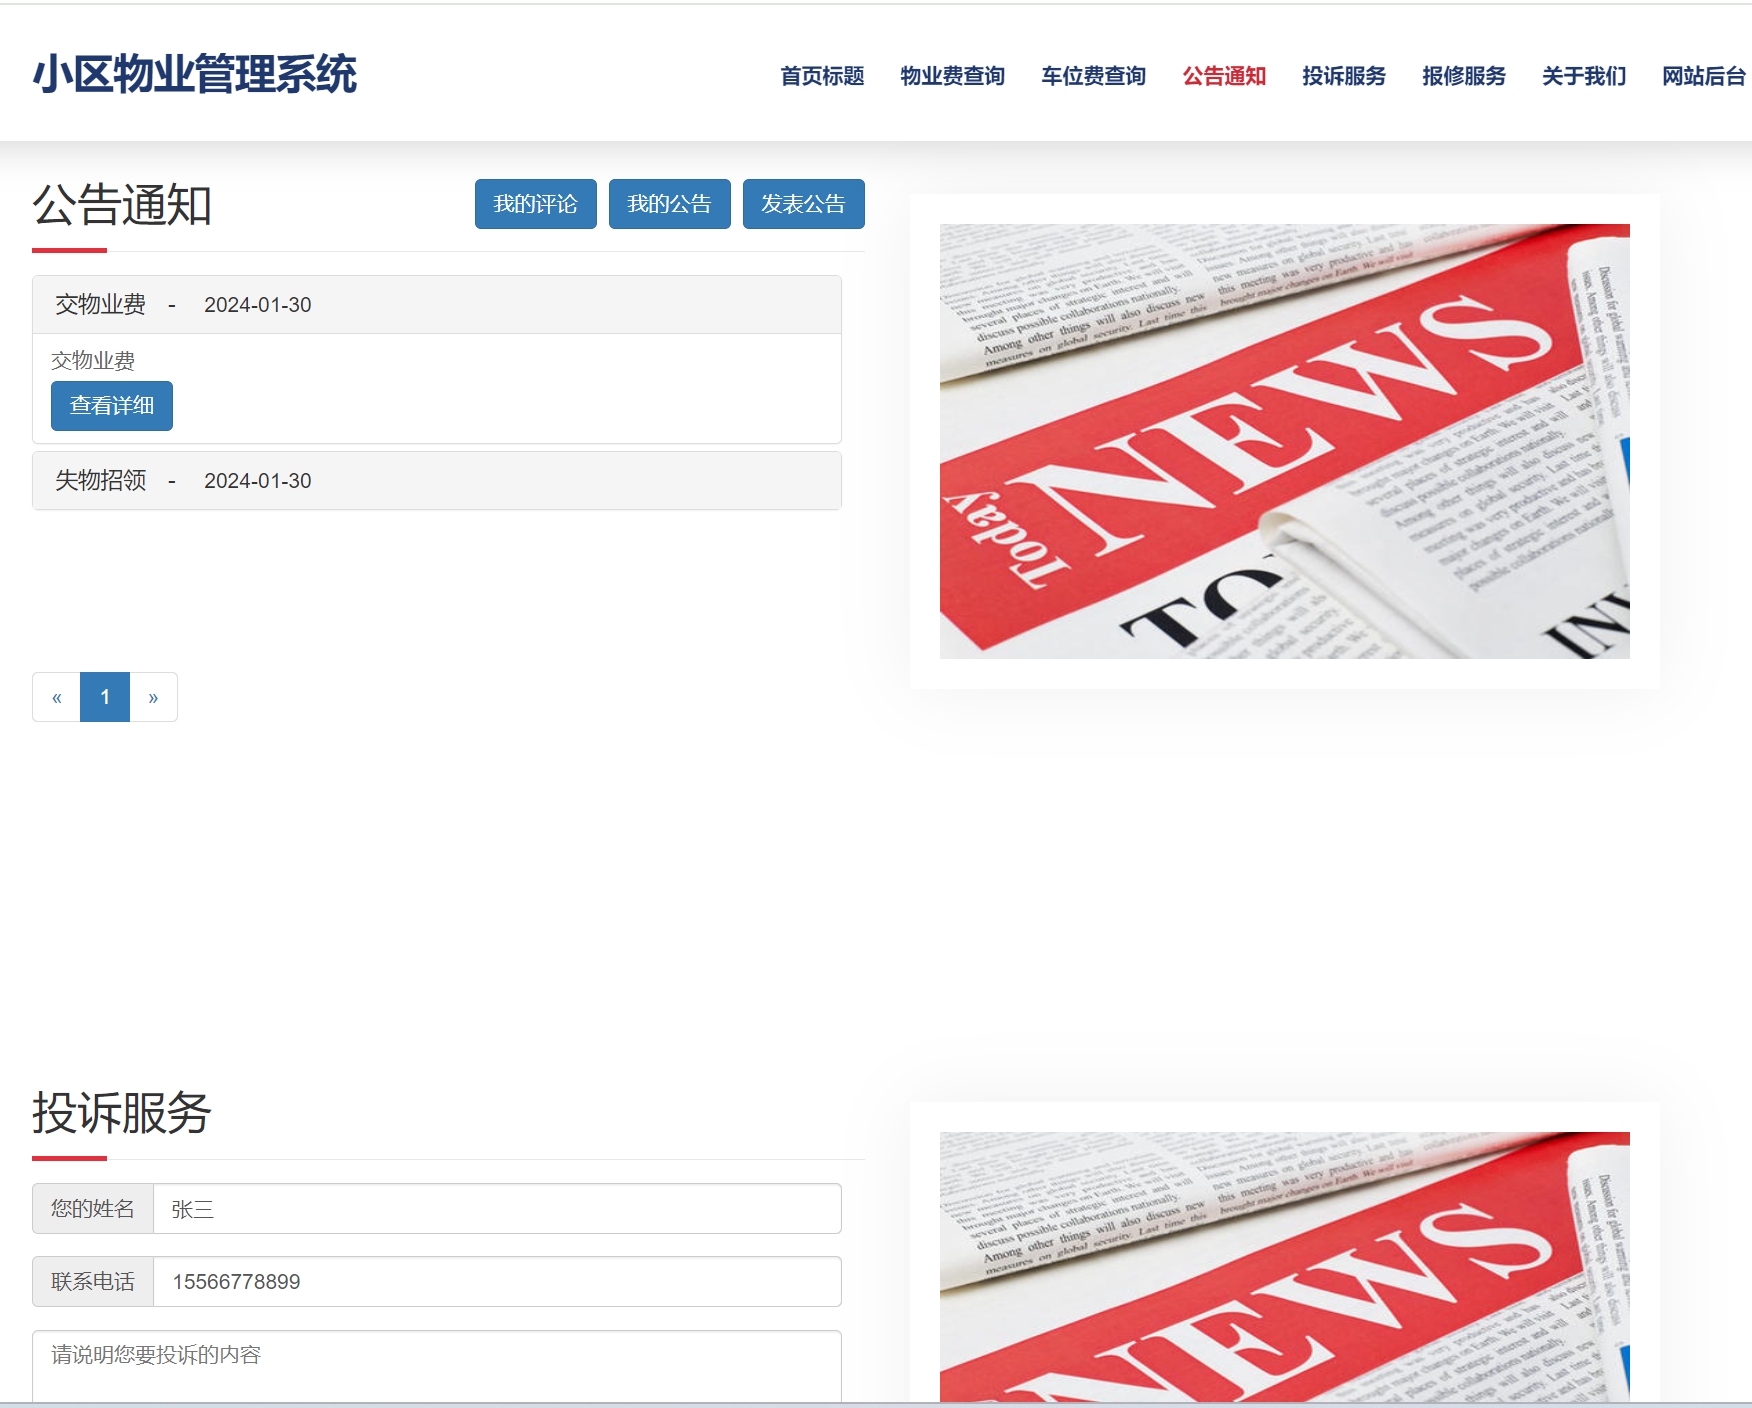 小区物业管理系统
首页标题 物业费查询 车位费查询 公告通知 投诉服务 报修服务 关于我们 网站后台
公告通知
我的评论 我的公告 发表公告
交物业费 - 2024-01-30
交物业费
查看详细
失物招领 - 2024-01-30
« 1 »
NEWS
Today
投诉服务
您的姓名 张三
联系电话 15566778899
请说明您要投诉的内容
NEWS